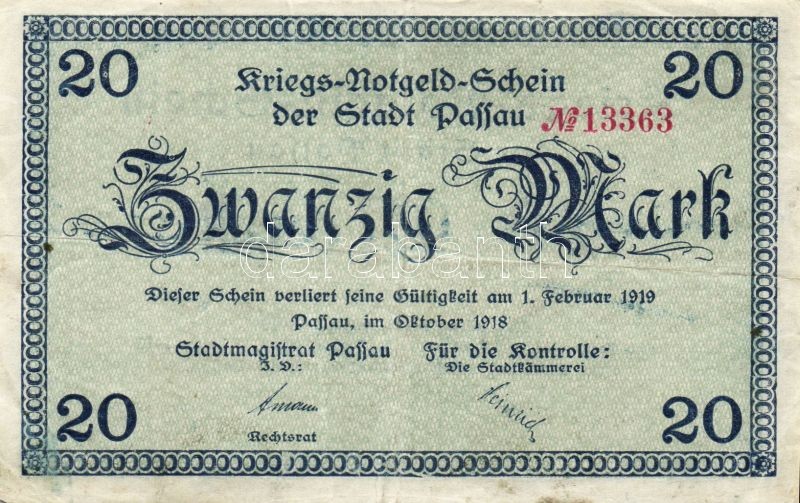 20 20
Kriegs-Notgeld-Schein
der Stadt Passau №13363
Zwanzig Mark
darabanth
Dieser Schein verliert seine Gültigkeit am 1. Februar 1919
Passau, im Oktober 1918
Stadtmagistrat Passau Für die Kontrolle:
I. V.: Die Stadtkämmerei
20 20
Rechtsrat